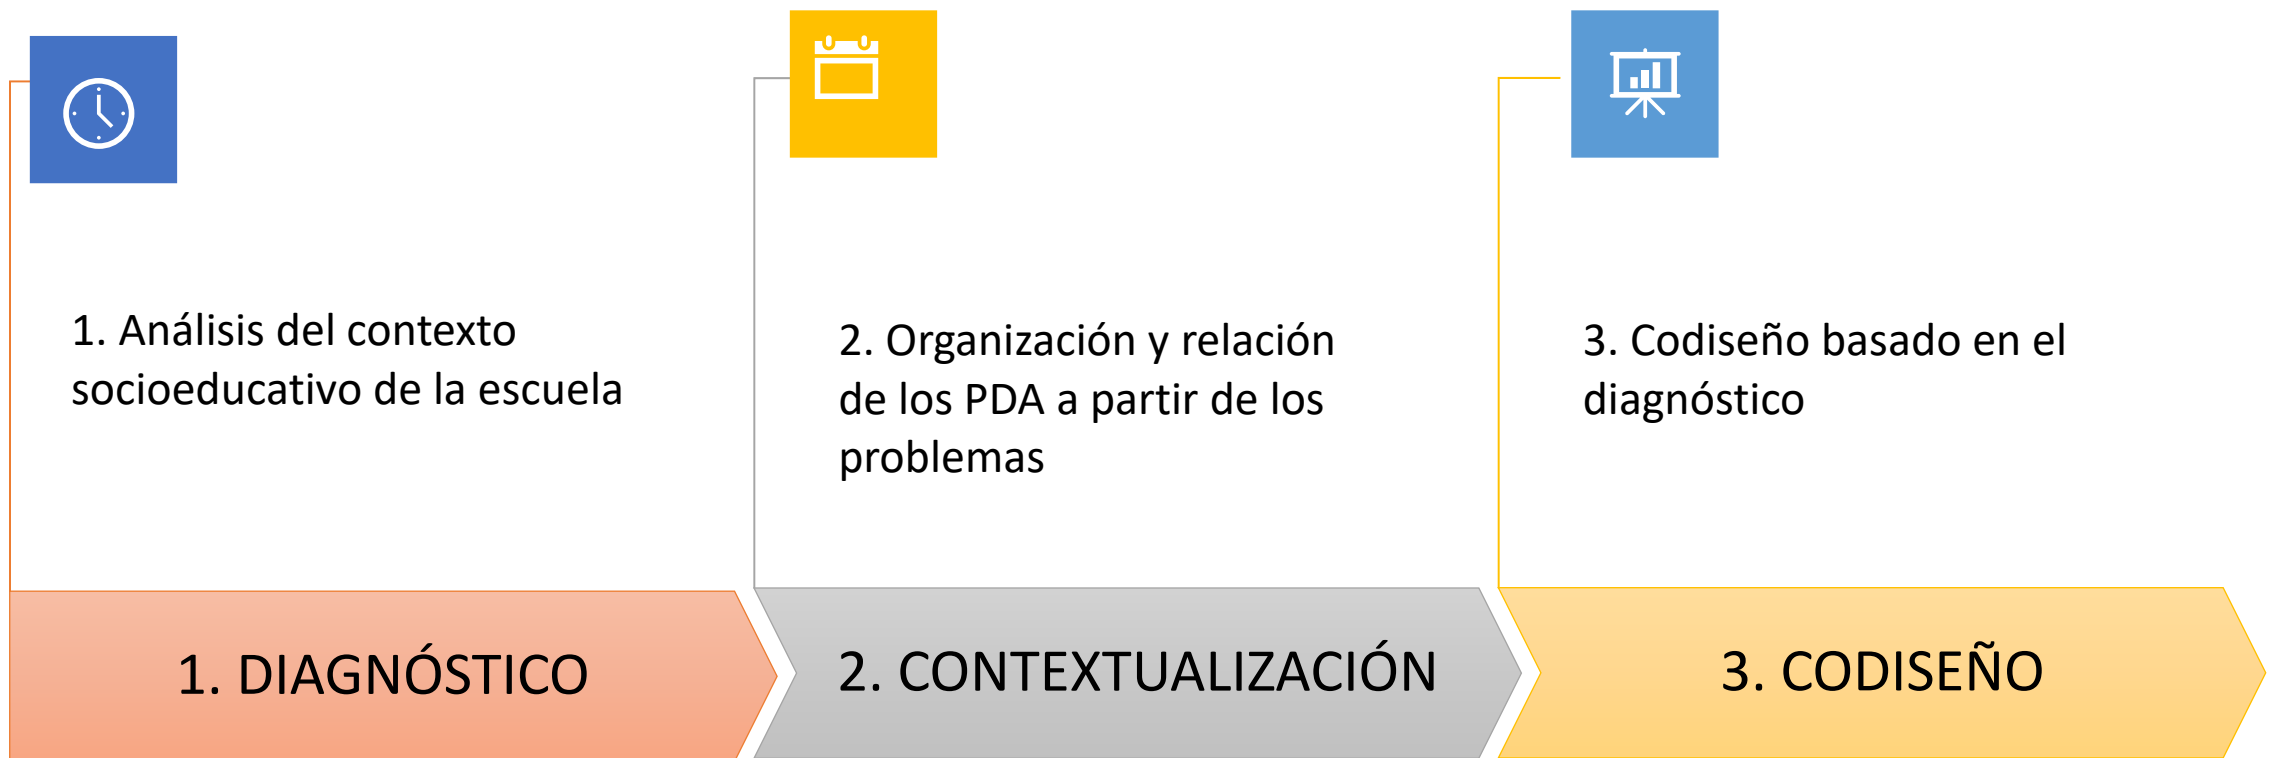 1. Análisis del contexto
socioeducativo de la escuela
2. Organización y relación
de los PDA a partir de los
problemas
3. Codiseño basado en el
diagnóstico
1. DIAGNÓSTICO
2. CONTEXTUALIZACIÓN
3. CODISEÑO